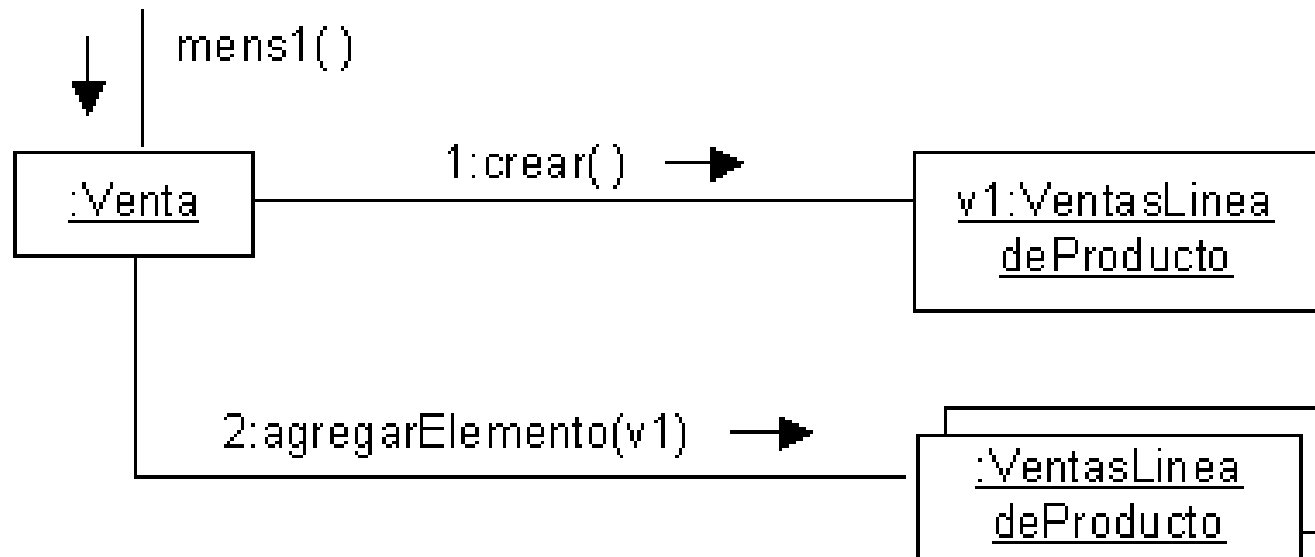 mens1()
:Venta
1:crear()
v1:VentasLinea
deProducto
2:agregarElemento(v1)
:VentasLinea
deProducto